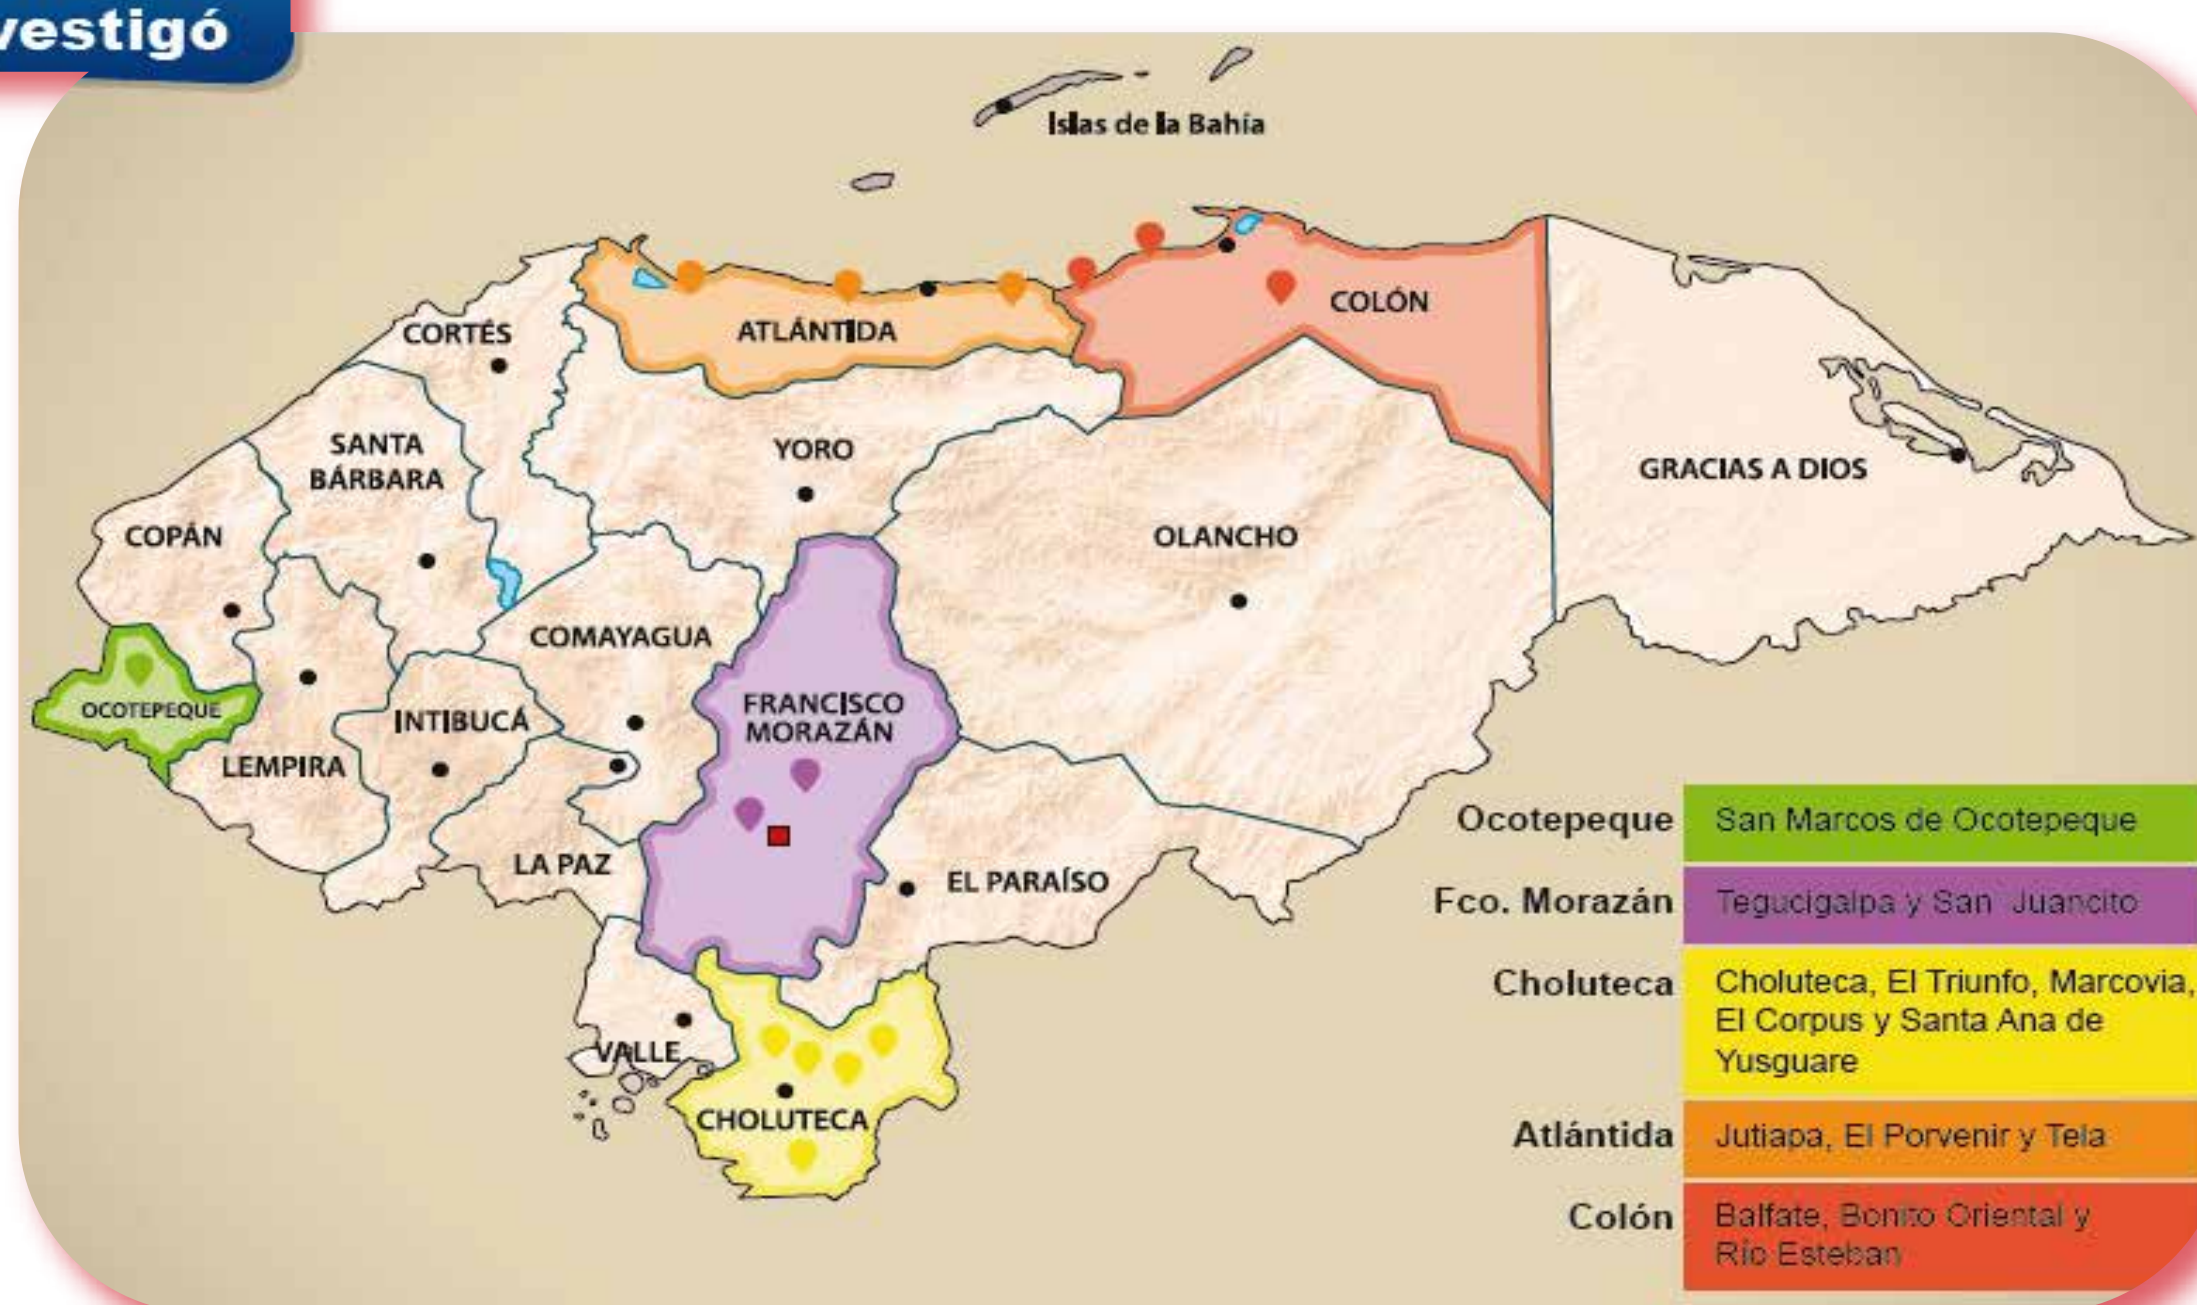 vestigó
Islas de la Bahía
CORTÉS
ATLÁNTIDA
COLÓN
SANTA
BÁRBARA
YORO
GRACIAS A DIOS
COPÁN
OLANCHO
COMAYAGUA
OCOTEPEQUE
INTIBUCÁ
FRANCISCO
MORAZÁN
LEMPIRA
LA PAZ
EL PARAÍSO
VALLE
CHOLUTECA
Ocotepeque San Marcos de Ocotepeque
Fco. Morazán Tegucigalpa y San Juancito
Choluteca Choluteca, El Triunfo, Marcovia,
El Corpus y Santa Ana de
Yusguare
Atlántida Jutiapa, El Porvenir y Tela
Colón Balfate, Bonito Oriental y
Río Esteban